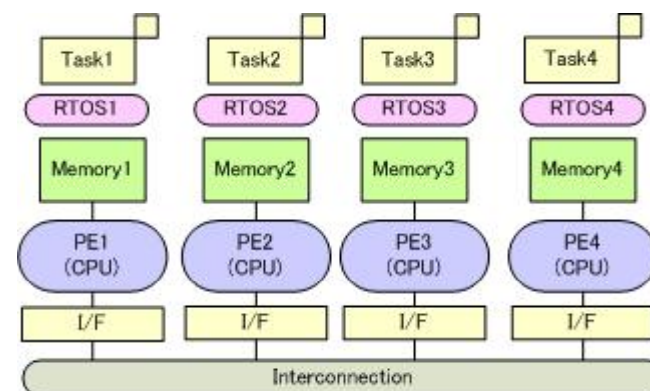 Task1 Task2 Task3 Task4
RTOS1 RTOS2 RTOS3 RTOS4
Memory1 Memory2 Memory3 Memory4
PE1 PE2 PE3 PE4
(CPU) (CPU) (CPU) (CPU)
I/F I/F I/F I/F
Interconnection